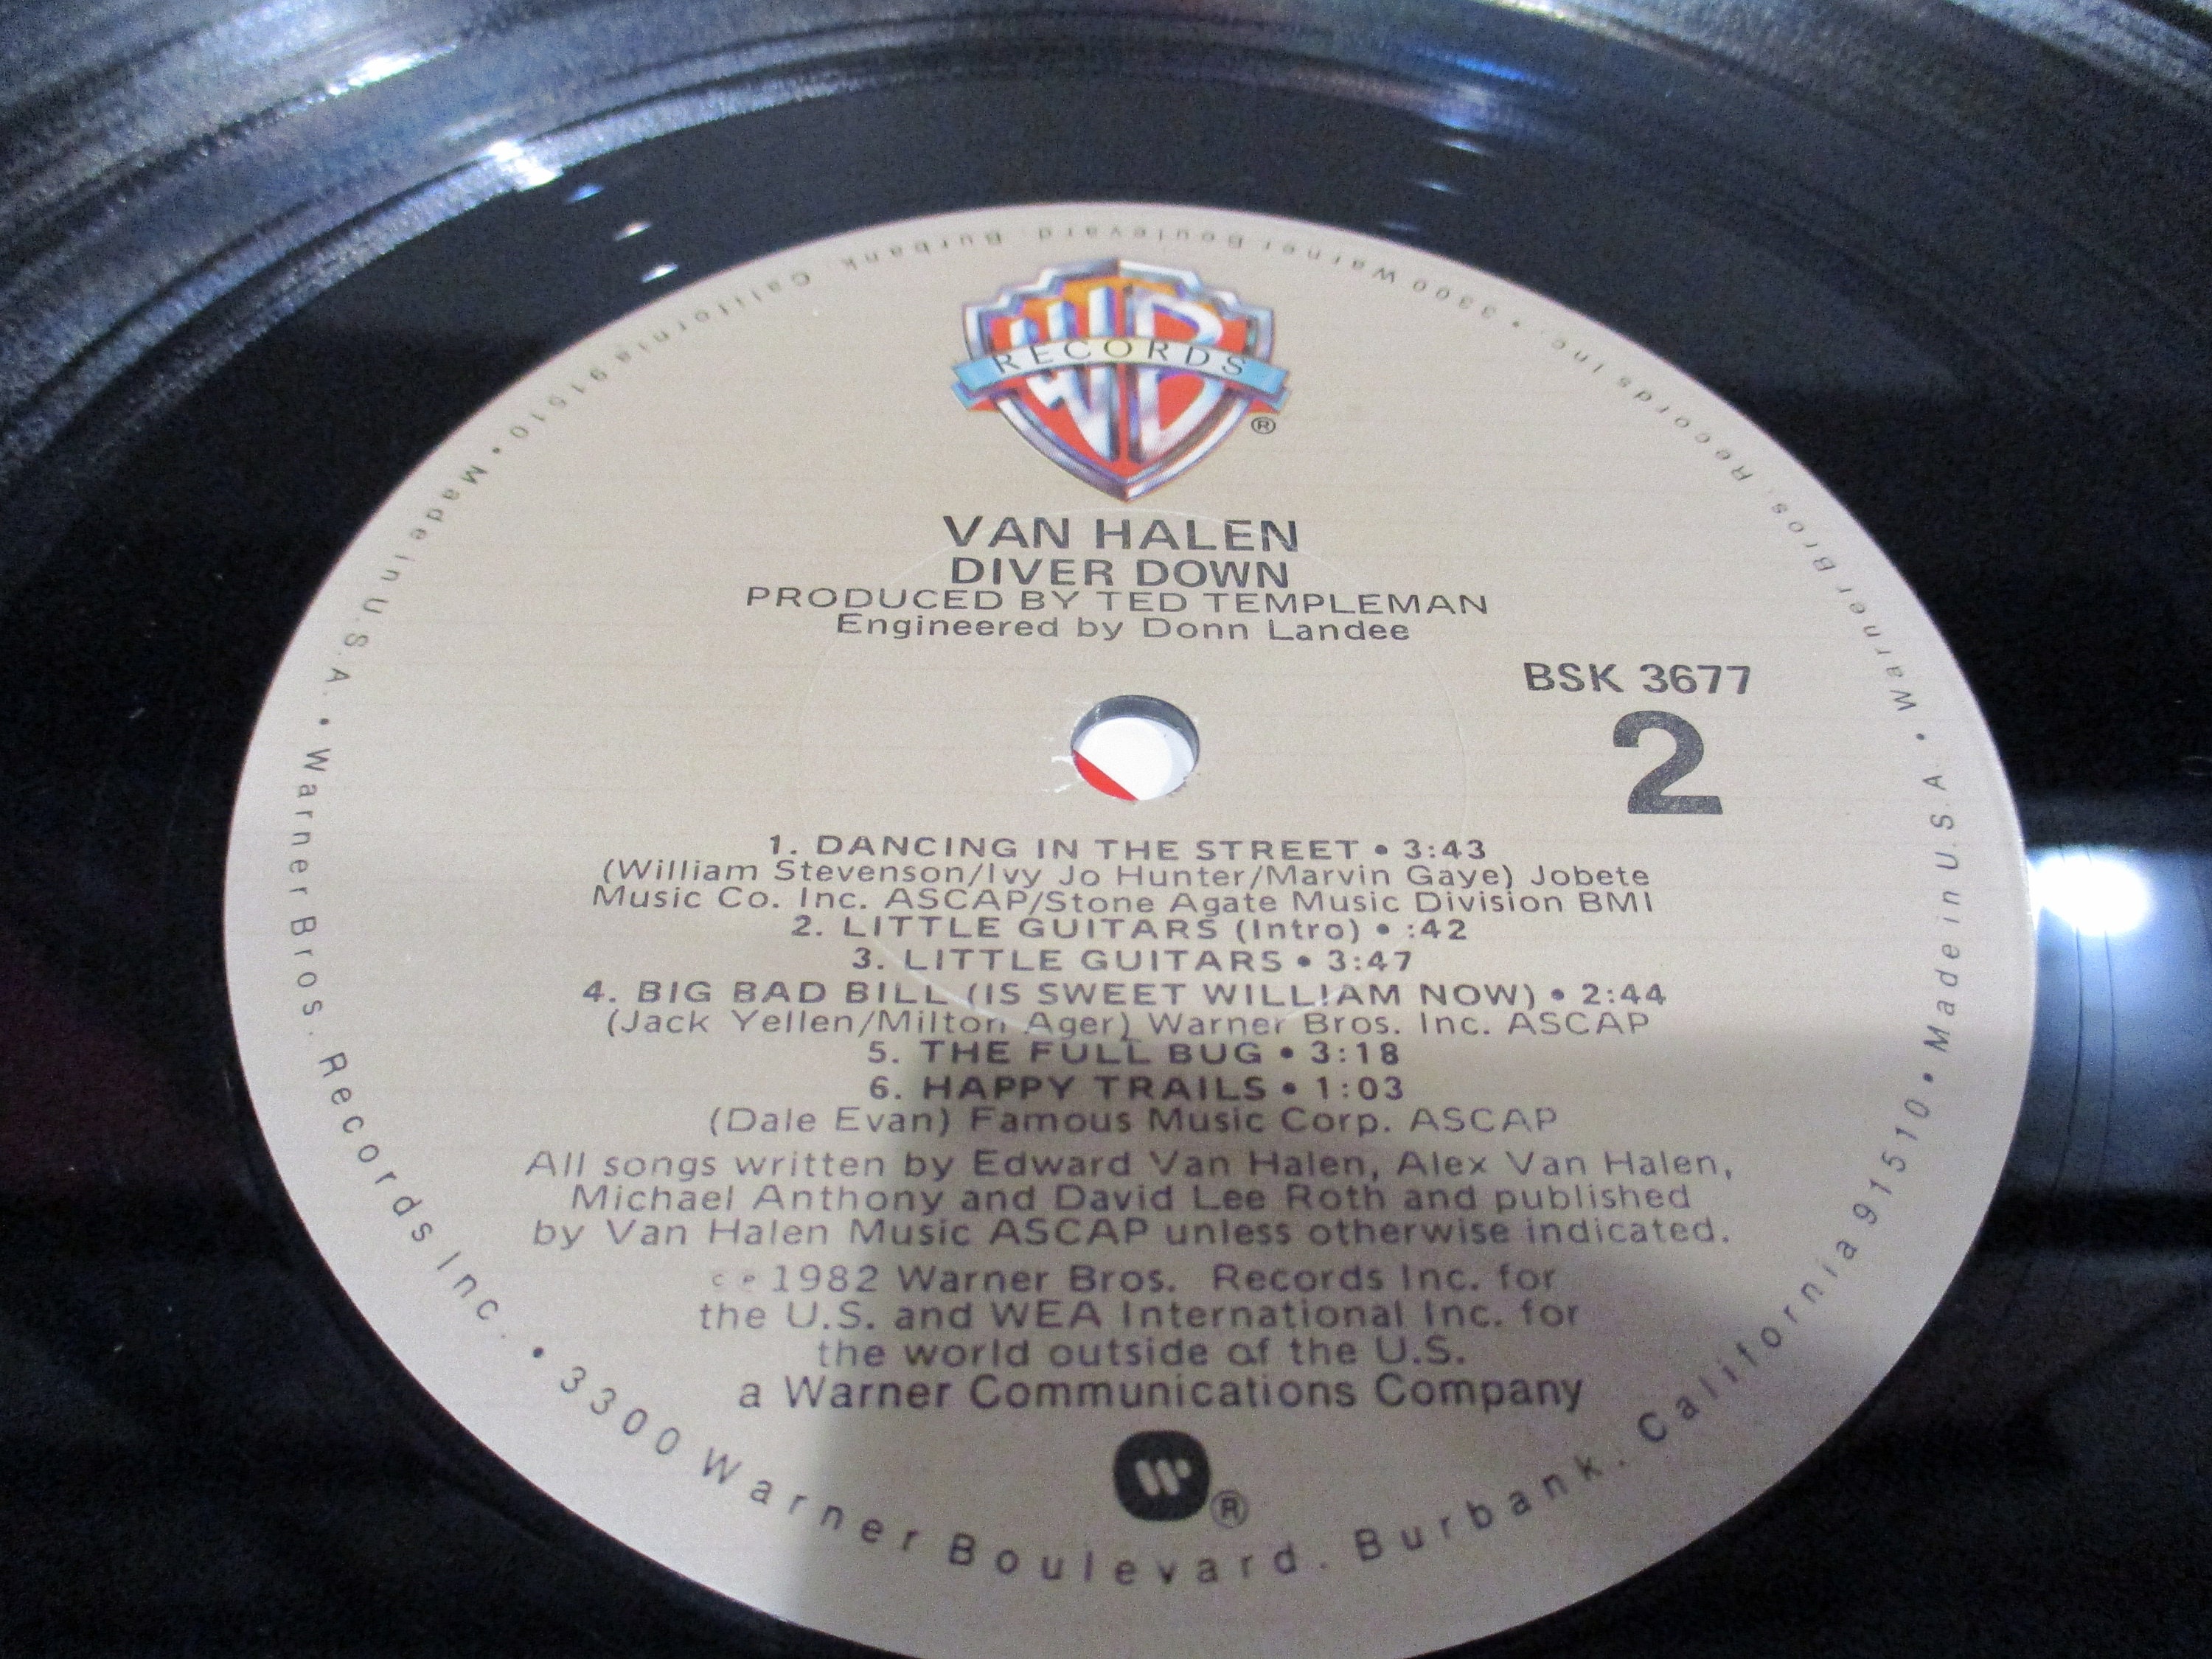 WB
RECORDS
®
VAN HALEN
DIVER DOWN
PRODUCED BY TED TEMPLEMAN
Engineered by Donn Landee
BSK 3677
2
1. DANCING IN THE STREET • 3:43
(William Stevenson/Ivy Jo Hunter/Marvin Gaye) Jobete
Music Co. Inc. ASCAP/Stone Agate Music Division BMI
2. LITTLE GUITARS (Intro) • :42
3. LITTLE GUITARS • 3:47
4. BIG BAD BILL (IS SWEET WILLIAM NOW) • 2:44
(Jack Yellen/Milton Ager) Warner Bros. Inc. ASCAP
5. THE FULL BUG • 3:18
6. HAPPY TRAILS • 1:03
(Dale Evan) Famous Music Corp. ASCAP
All songs written by Edward Van Halen, Alex Van Halen,
Michael Anthony and David Lee Roth and published
by Van Halen Music ASCAP unless otherwise indicated.
c p 1982 Warner Bros. Records Inc. for
the U.S. and WEA International Inc. for
the world outside of the U.S.
a Warner Communications Company
®
Warner Bros. Records Inc. • 3300 Warner Boulevard. Burbank. California 91510 • Made in U.S.A. •
Warner Bros. Records Inc. • 3300 Warner Boulevard. Burbank. California 91510 • Made in U.S.A. •